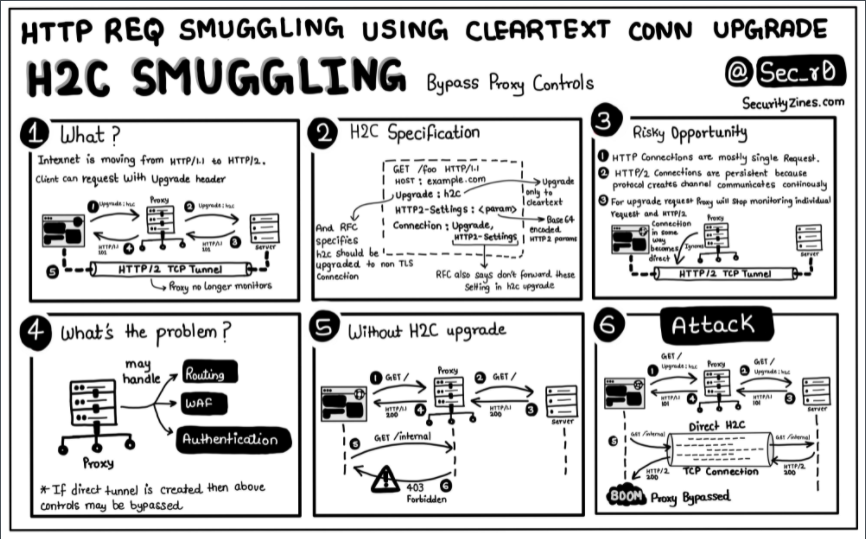 HTTP REQ SMUGGLING USING CLEARTEXT CONN UPGRADE
H2C SMUGGLING Bypass Proxy Controls
@Sec_r0
SecurityZines.com
1 What?
Internet is moving from HTTP/1.1 to HTTP/2.
Client can request with Upgrade header
1 Upgrade: h2c
Proxy
2 Upgrade: h2c
HTTP/1.1
101
4
HTTP/1.1
101
3
Server
5
HTTP/2 TCP Tunnel
Proxy no longer monitors
2 H2C Specification
GET /foo HTTP/1.1
HOST: example.com
Upgrade: h2c
HTTP2-Settings: <param>
Connection: Upgrade,
HTTP2-Settings
Upgrade
only to
cleartext
Base64
encoded
HTTP2 params
And RFC
specifies
h2c should be
upgraded to non TLS
Connection
RFC also says don't forward these
Setting in h2c upgrade
3 Risky Opportunity
1 HTTP Connections are mostly Single Request.
2 HTTP/2 Connections are persistent because
protocol creates channel communicates continously
3 For upgrade request Proxy will Stop monitoring individual
request and HTTP/2
Connection
in some
way
becomes
direct
Proxy
Tunnel
Server
HTTP/2 TCP Tunnel
4 What's the problem?
may
handle
Routing
WAF
Authentication
Proxy
* If direct tunnel is created then above
controls may be bypassed
5 Without H2C upgrade
1 GET /
Proxy
2 GET /
HTTP/1.1
200
4
HTTP/1.1
200
3
Server
5
GET /internal
403
Forbidden
6
6 Attack
GET /
1 Upgrade: h2c
Proxy
GET /
2 Upgrade: h2c
HTTP/1.1
101
4
HTTP/1.1
101
3
Server
Direct H2C
5
GET /internal
GET /internal
HTTP/2
200
TCP Connection
HTTP/2
200
BOOM Proxy Bypassed